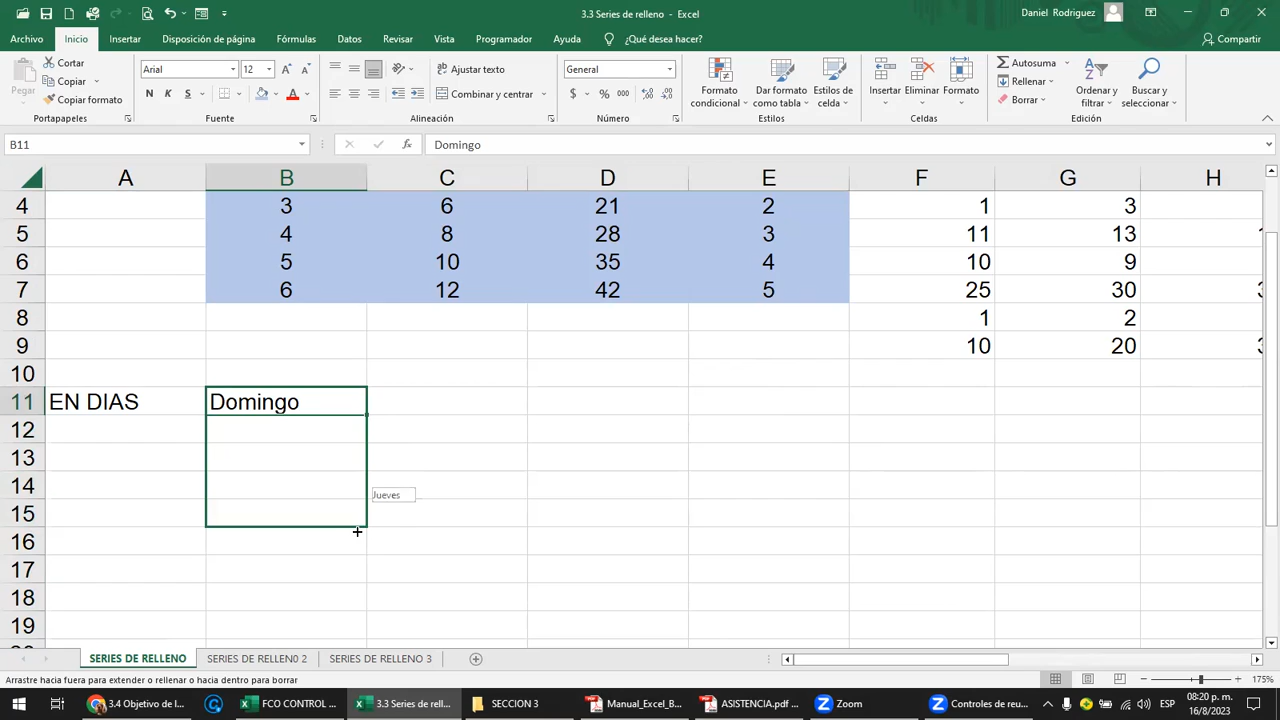 3.3 Series de relleno - Excel
Daniel Rodriguez
Archivo Inicio Insertar Disposición de página Fórmulas Datos Revisar Vista Programador Ayuda ¿Qué desea hacer? Compartir
Pegar Cortar
Copiar
Copiar formato
Portapapeles
Arial 12
N K S
Fuente
Ajustar texto
Combinar y centrar
Alineación
General
$ % 000
Número
Formato condicional
Dar formato como tabla
Estilos de celda
Estilos
Insertar Eliminar Formato
Celdas
Autosuma
Rellenar
Borrar
Ordenar y filtrar
Buscar y seleccionar
Edición
B11 fx Domingo
A B C D E F G H
4 3 6 21 2 1 3
5 4 8 28 3 11 13
6 5 10 35 4 10 9
7 6 12 42 5 25 30
8 1 2
9 10 20
10
11 EN DIAS Domingo
12
13
14 Jueves
15
16
17
18
19
SERIES DE RELLENO SERIES DE RELLEN0 2 SERIES DE RELLENO 3
Arrastre hacia fuera para extender o rellenar o hacia dentro para borrar 175%
3.4 Objetivo de l... FCO CONTROL ... 3.3 Series de rell... SECCION 3 Manual_Excel_B... ASISTENCIA.pdf ... Zoom Controles de reu... ESP 08:20 p. m.
16/8/2023